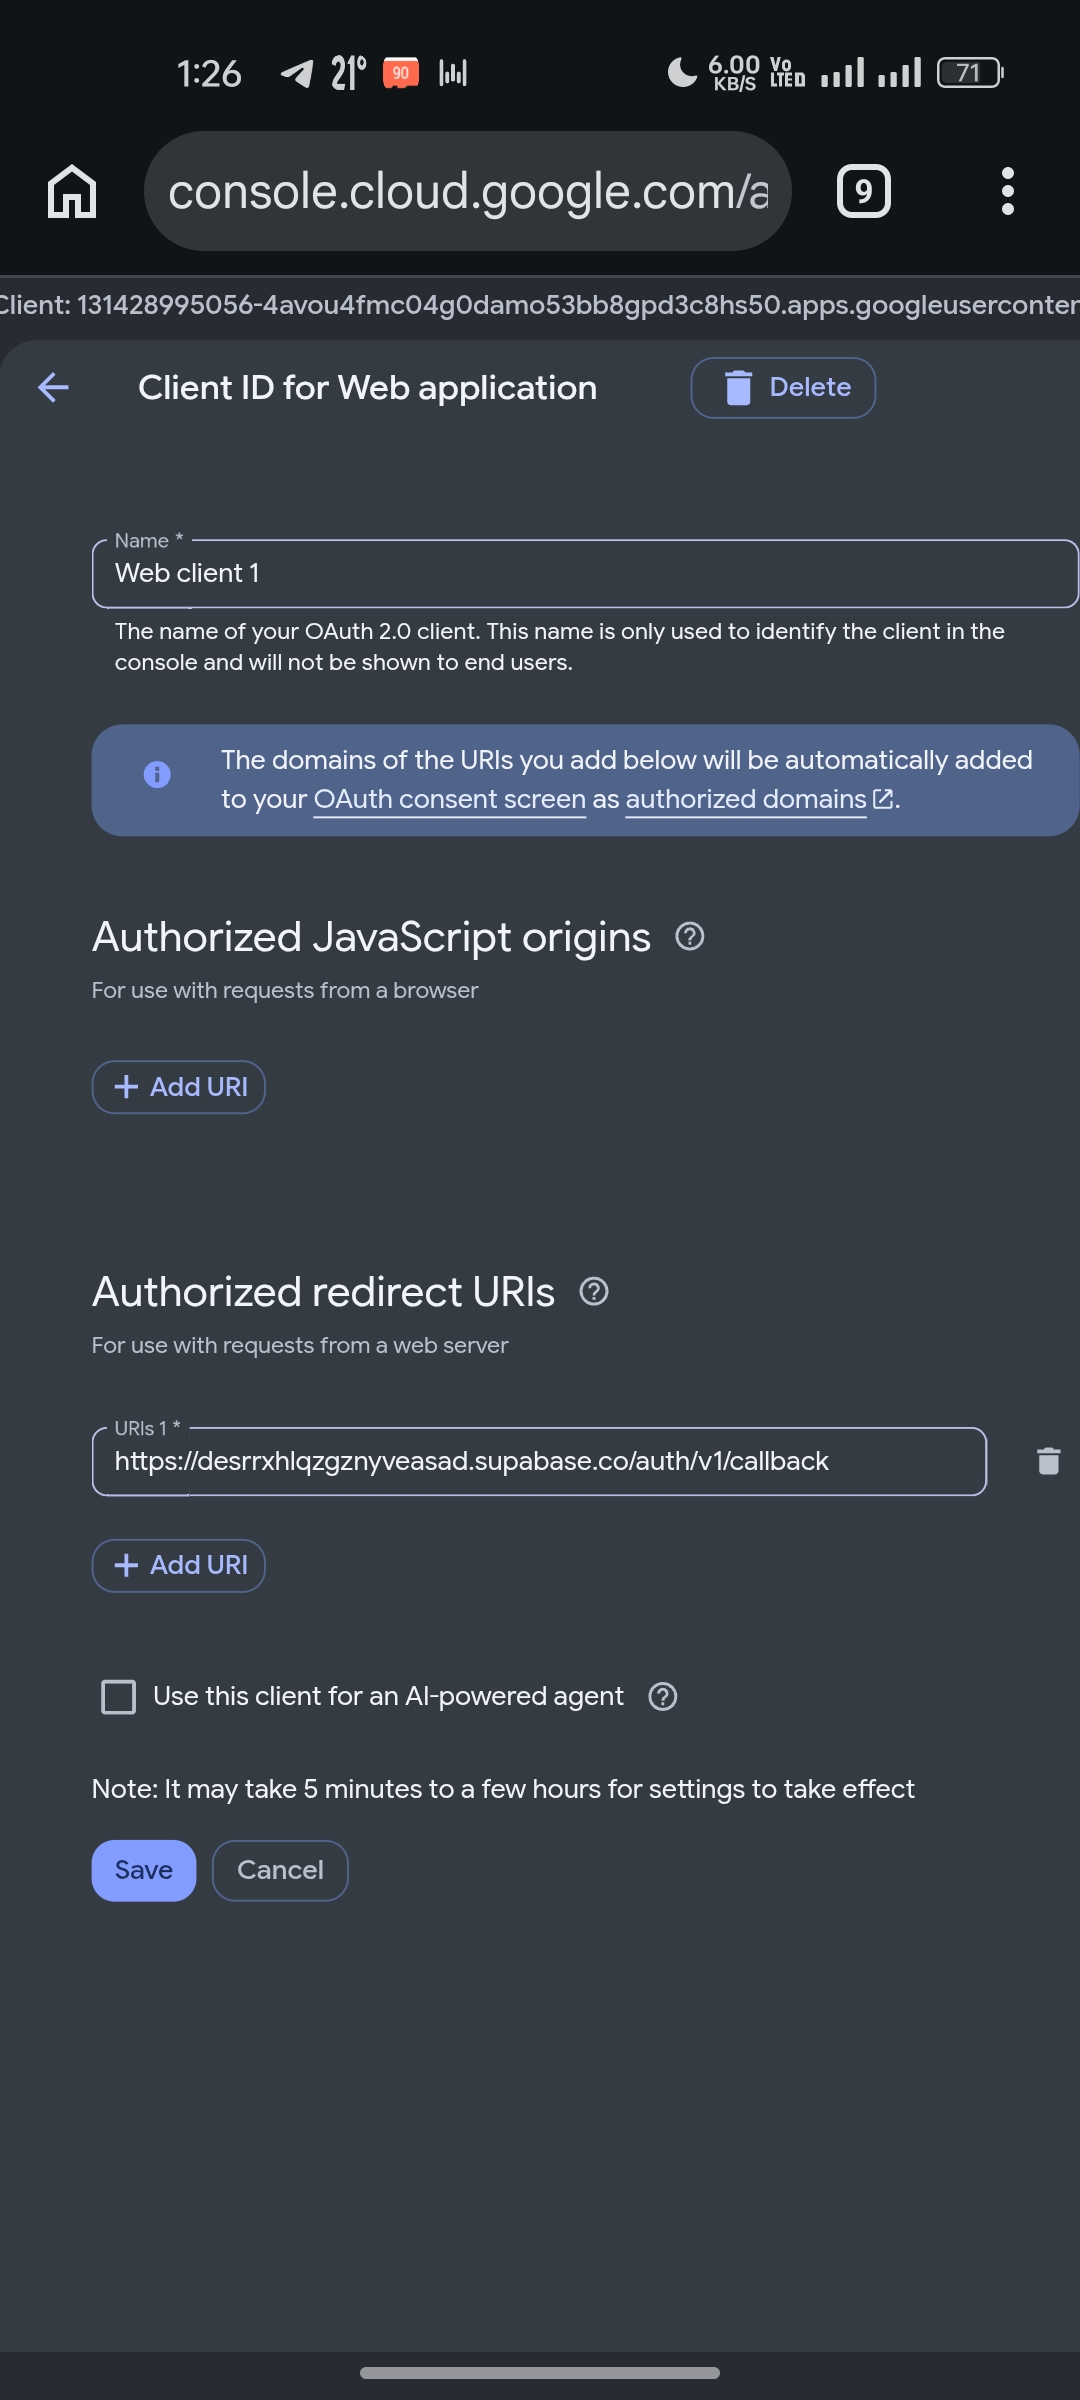 1:26 21° 90 6.00 KB/S Vo LTE 71
console.cloud.google.com/a
9
Client: 131428995056-4avou4fmc04g0damo53bb8gpd3c8hs50.apps.googleuserconten
Client ID for Web application
Delete
Name *
Web client 1
The name of your OAuth 2.0 client. This name is only used to identify the client in the
console and will not be shown to end users.
The domains of the URIs you add below will be automatically added
to your OAuth consent screen as authorized domains.
Authorized JavaScript origins
For use with requests from a browser
+ Add URI
Authorized redirect URIs
For use with requests from a web server
URIs 1 *
https://desrrxhlqzgznyveasad.supabase.co/auth/v1/callback
+ Add URI
Use this client for an AI-powered agent
Note: It may take 5 minutes to a few hours for settings to take effect
Save Cancel